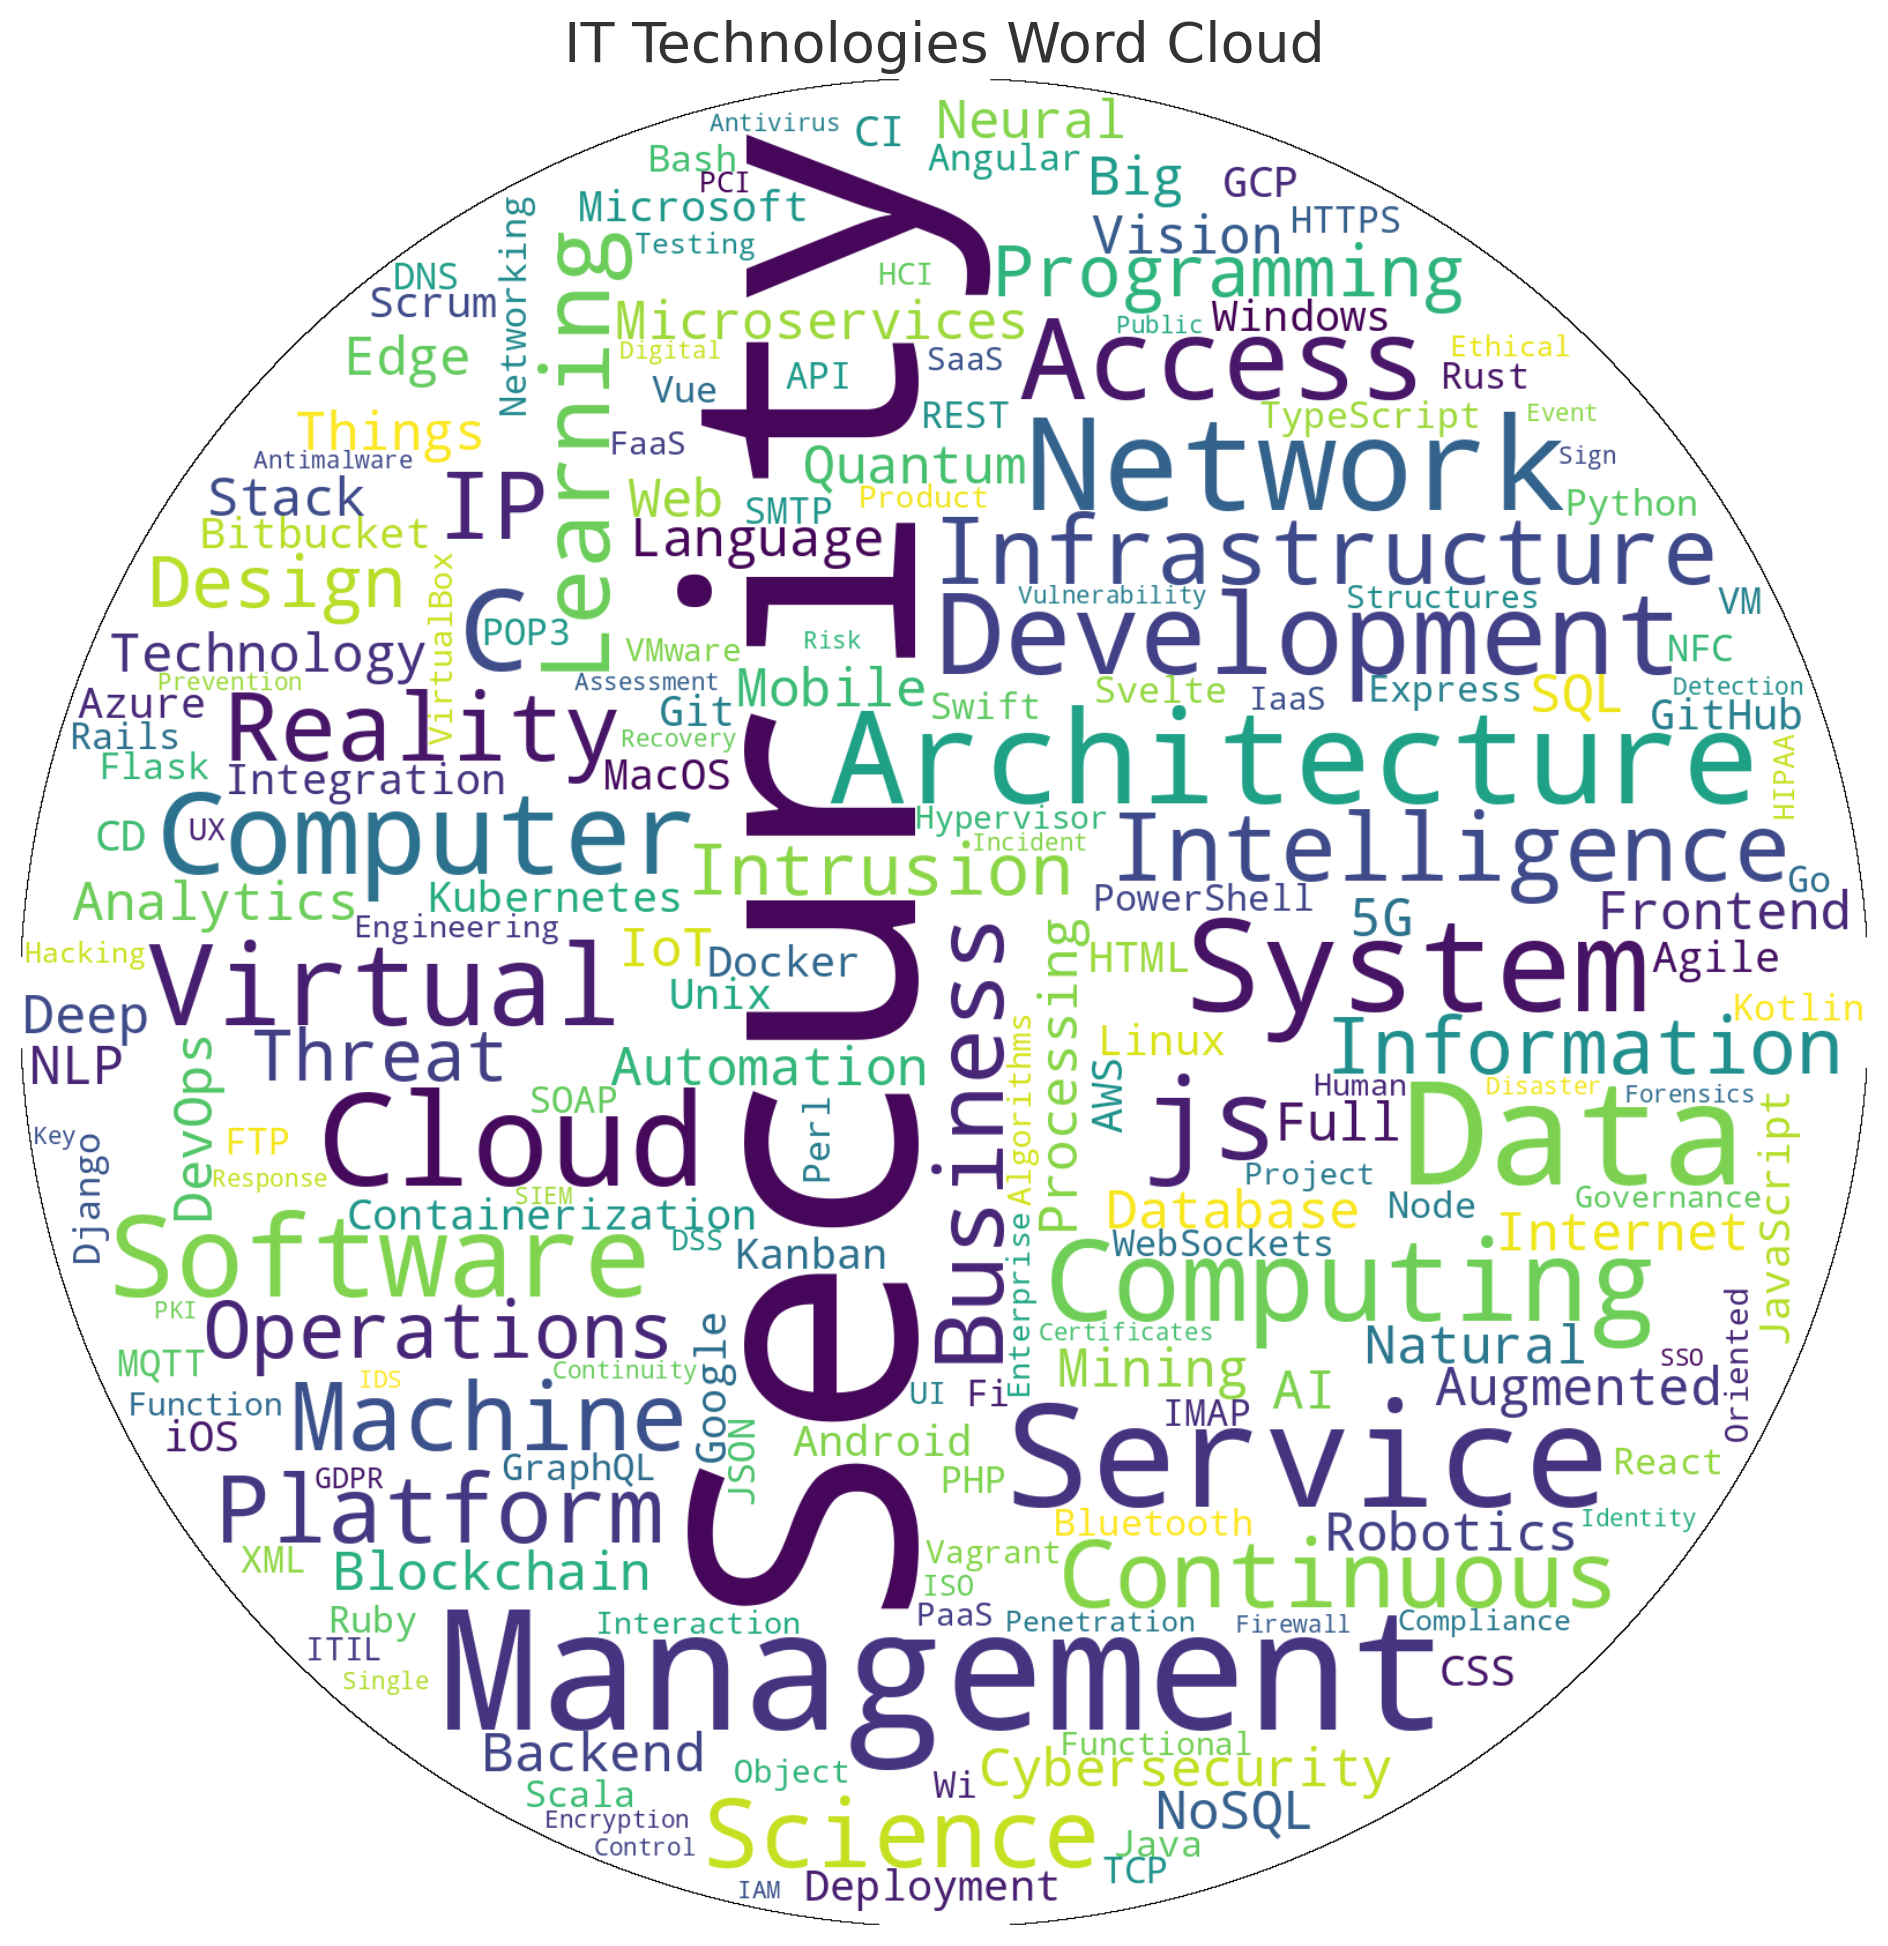 IT Technologies Word Cloud
Antivirus
CI
Neural
Bash
Angular
PCI
Big
GCP
Microsoft
Networking
Testing
Vision
HTTPS
DNS
HCI
Programming
Scrum
Learning
Microservices
Public
Windows
Edge
Digital
SaaS
Access
Ethical
Vue
API
Rust
Things
FaaS
REST
TypeScript
Event
Antimalware
Security
Network
Sign
Stack
IP
Web
Quantum
Product
Python
Bitbucket
SMTP
Language
Infrastructure
Design
VirtualBox
C
POP3
Vulnerability
Structures
VM
Technology
VMware
Risk
Development
NFC
Prevention
Assessment
Mobile
Detection
Azure
Reality
Git
Swift
Svelte
IaaS
Express
SQL
GitHub
Rails
Recovery
Flask
Integration
MacOS
Architecture
HIPAA
CD
UX
Computer
Hypervisor
Incident
Intelligence
Intrusion
Go
Analytics
Kubernetes
PowerShell
5G
Frontend
Engineering
Hacking
IoT
Docker
HTML
System
Agile
Virtual
Unix
Business
Processing
Deep
Kotlin
Algorithms
Linux
Information
NLP
Threat
Automation
AWS
Human
Disaster
Forensics
DevOps
SOAP
Perl
js
Full
Data
Key
Django
FTP
Cloud
Response
SIEM
Project
JavaScript
Containerization
Database
Node
Governance
Software
DSS
Kanban
Enterprise
WebSockets
Internet
PKI
Computing
Operations
Google
Certificates
Oriented
MQTT
Continuity
Mining
Natural
SSO
IDS
UI
Fi
AI
Augmented
Function
Machine
iOS
JSON
Android
IMAP
GDPR
GraphQL
PHP
Service
React
Platform
Bluetooth
Robotics
Identity
XML
Blockchain
Vagrant
ISO
Continuous
Ruby
Interaction
PaaS
Penetration
Firewall
Compliance
ITIL
Single
Management
CSS
Backend
Functional
Object
Cybersecurity
Scala
Wi
Encryption
NoSQL
Control
Science
Java
TCP
IAM
Deployment